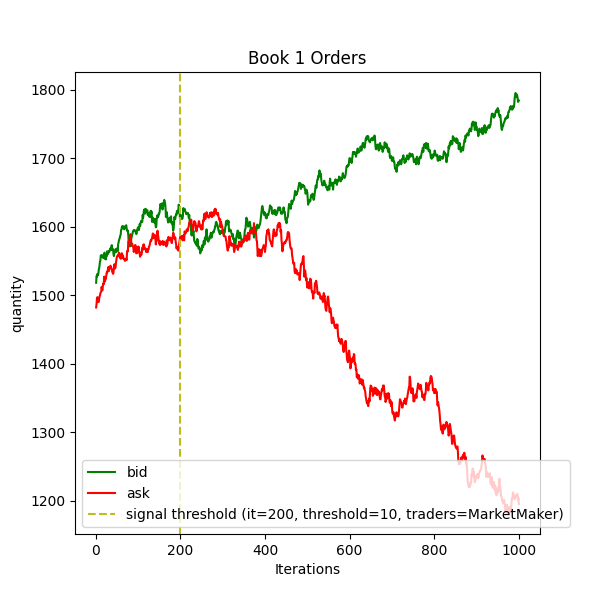 Book 1 Orders
1800
1700
1600
1500
1400
1300
1200
quantity
bid
ask
signal threshold (it=200, threshold=10, traders=MarketMaker)
0 200 400 600 800 1000
Iterations